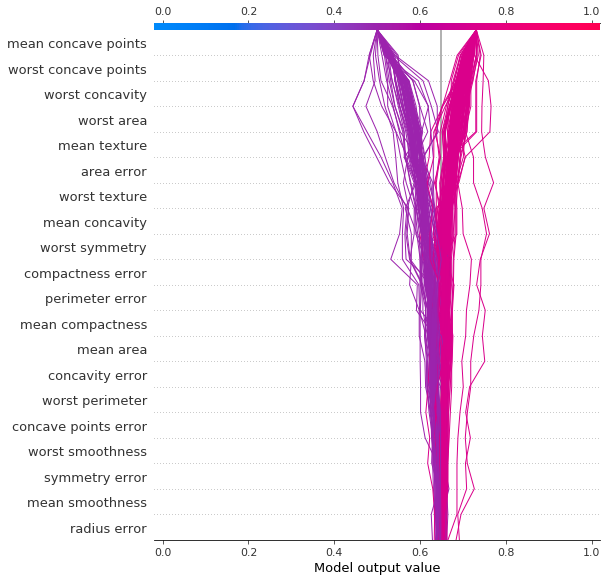 0.0 0.2 0.4 0.6 0.8 1.0
mean concave points
worst concave points
worst concavity
worst area
mean texture
area error
worst texture
mean concavity
worst symmetry
compactness error
perimeter error
mean compactness
mean area
concavity error
worst perimeter
concave points error
worst smoothness
symmetry error
mean smoothness
radius error
0.0 0.2 0.4 0.6 0.8 1.0
Model output value